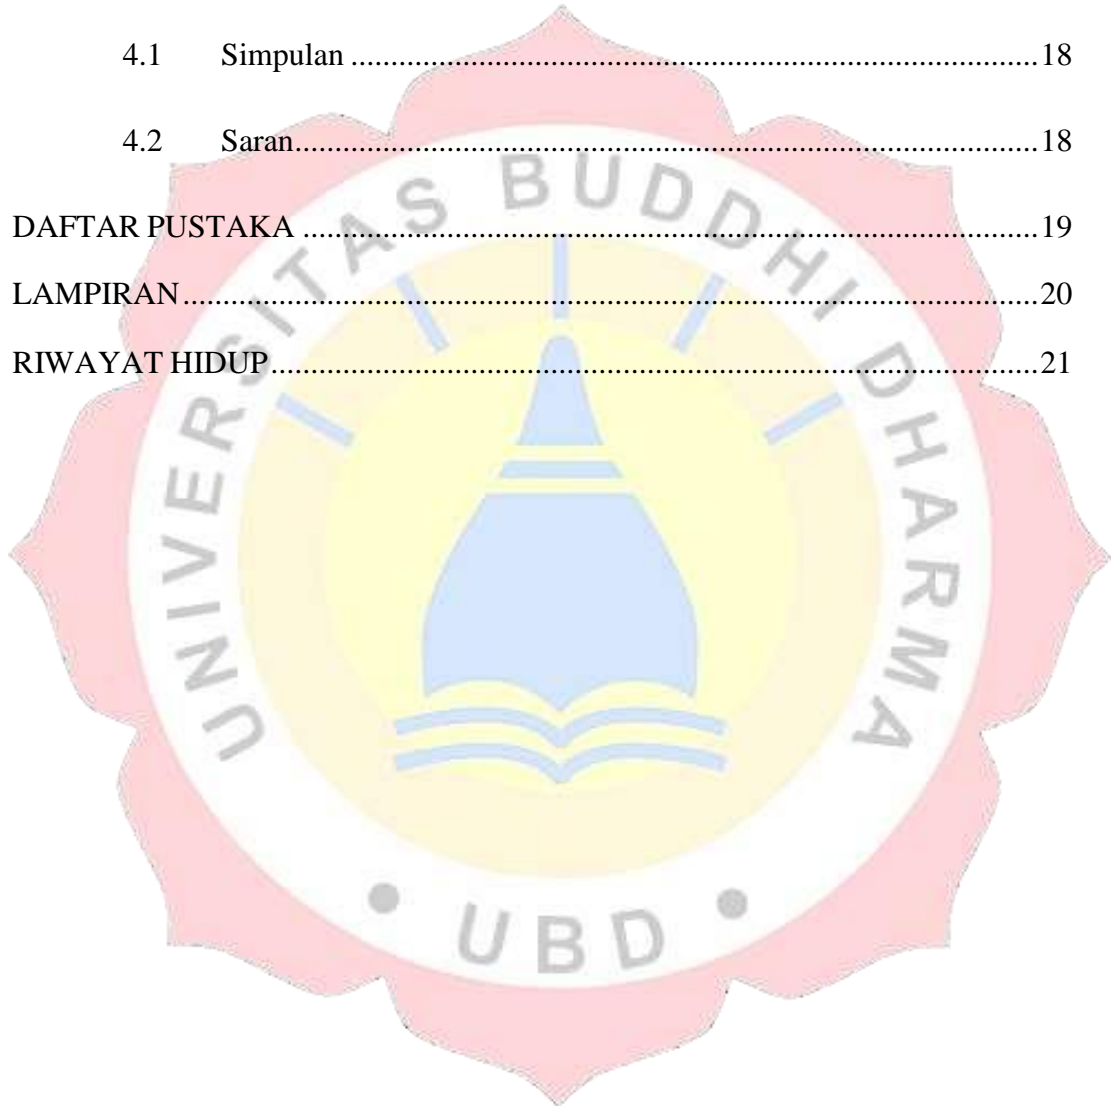 4.1 Simpulan ........................................................................................18
4.2 Saran...............................................................................................18
DAFTAR PUSTAKA ..............................................................................................19
LAMPIRAN.............................................................................................................20
RIWAYAT HIDUP..................................................................................................21
UNIVERSITAS BUDDHI DHARMA
• UBD •